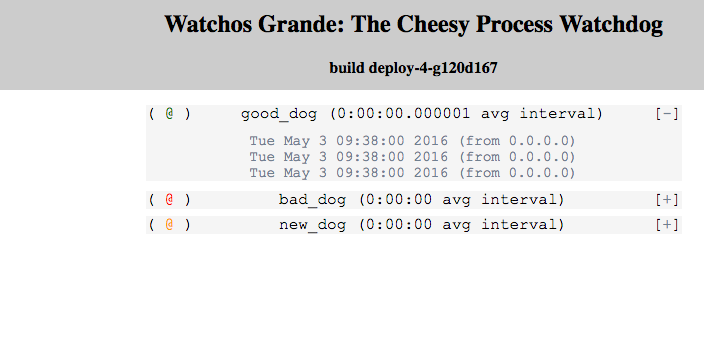 Watchos Grande: The Cheesy Process Watchdog
build deploy-4-g120d167
( @ ) good_dog (0:00:00.000001 avg interval) [-]
Tue May 3 09:38:00 2016 (from 0.0.0.0)
Tue May 3 09:38:00 2016 (from 0.0.0.0)
Tue May 3 09:38:00 2016 (from 0.0.0.0)
( @ ) bad_dog (0:00:00 avg interval) [+]
( @ ) new_dog (0:00:00 avg interval) [+]